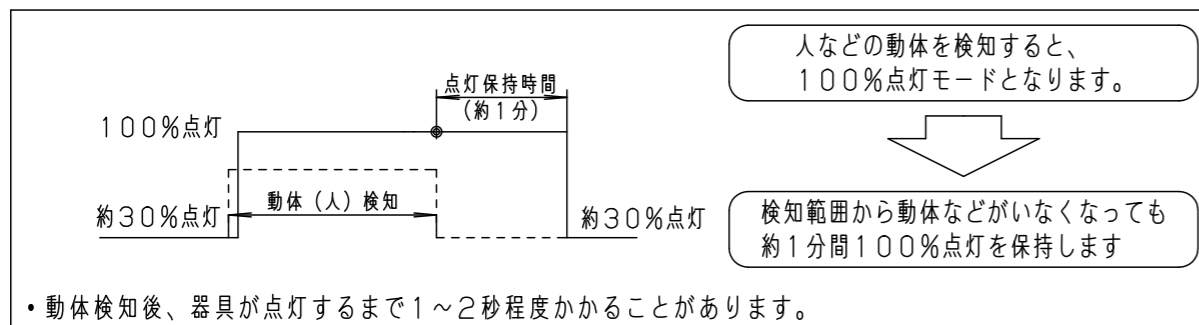 人などの動体を検知すると、
１００％点灯モードとなります。
点灯保持時間
（約１分）
１００％点灯
動体（人）検知
約３０％点灯
約３０％点灯
検知範囲から動体などがいなくなっても
約１分間１００％点灯を保持します
・動体検知後、器具が点灯するまで１～２秒程度かかることがあります。